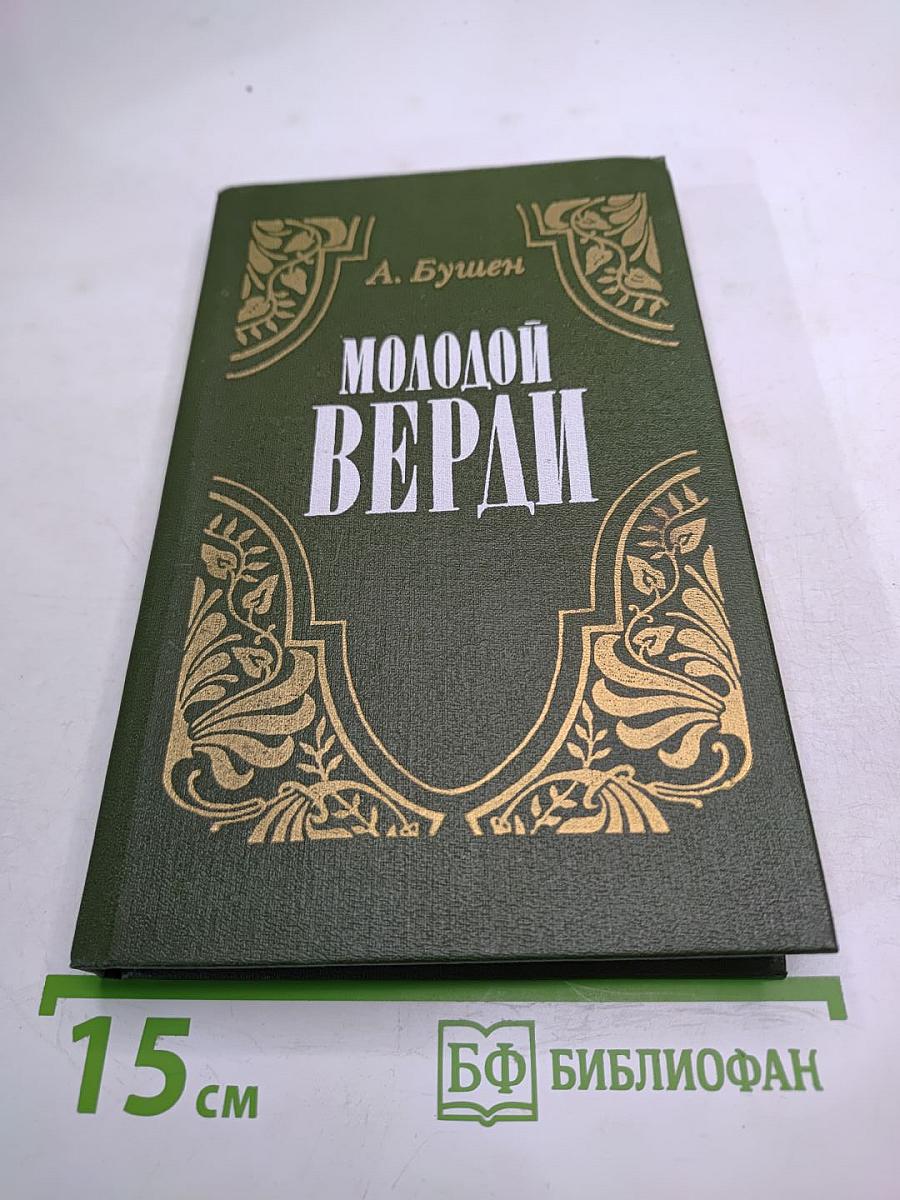 А. Бушен
МОЛОДОЙ
ВЕРДИ
15 см
БФ БИБЛИОФАН